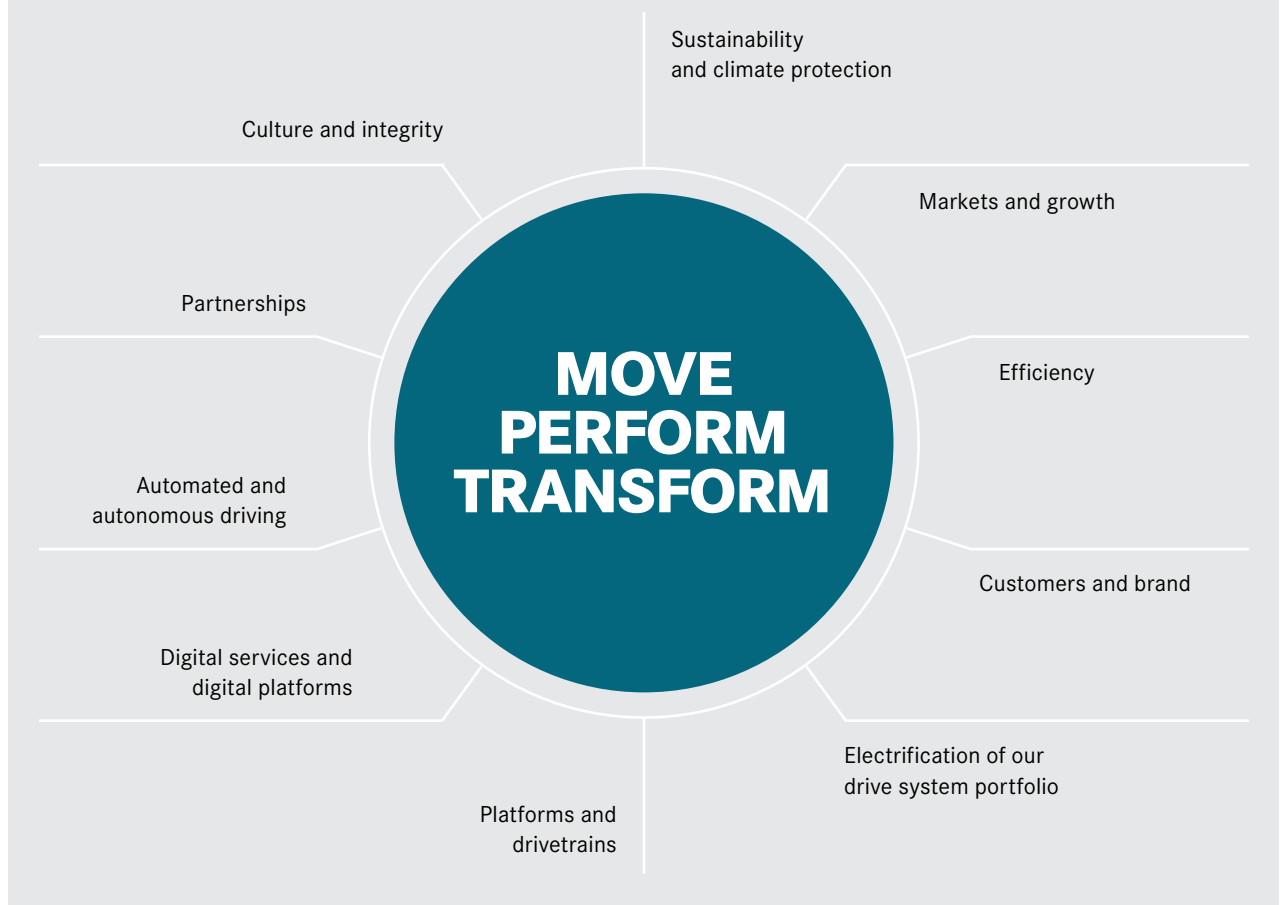 Sustainability
and climate protection
Culture and integrity
Markets and growth
Partnerships
Efficiency
MOVE
PERFORM
TRANSFORM
Automated and
autonomous driving
Customers and brand
Digital services and
digital platforms
Electrification of our
drive system portfolio
Platforms and
drivetrains